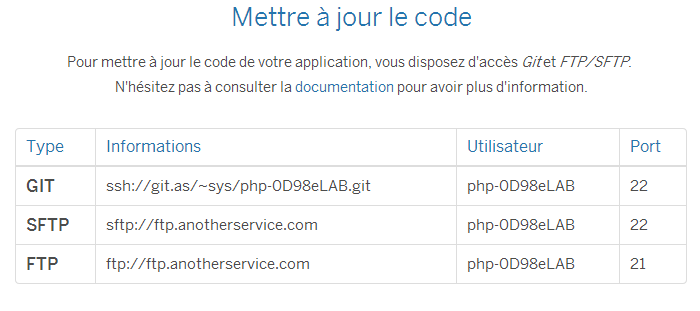 Mettre à jour le code
Pour mettre à jour le code de votre application, vous disposez d'accès Git et FTP/SFTP.
N'hésitez pas à consulter la documentation pour avoir plus d'information.
Type Informations Utilisateur Port
GIT ssh://git.as/~sys/php-0D98eLAB.git php-0D98eLAB 22
SFTP sftp://ftp.anotherservice.com php-0D98eLAB 22
FTP ftp://ftp.anotherservice.com php-0D98eLAB 21